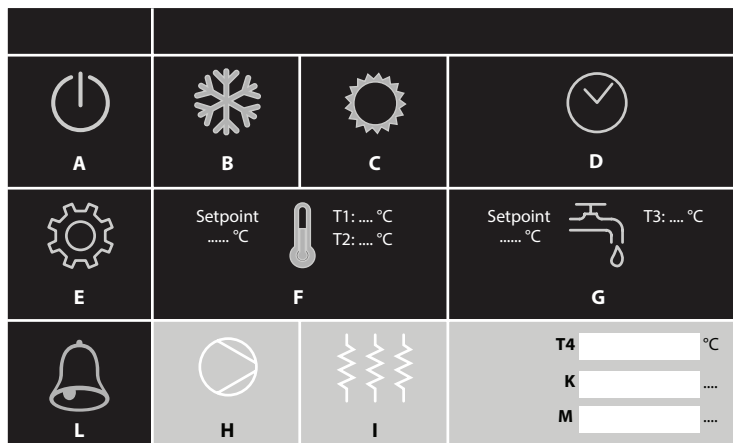 A
B
C
D
Setpoint
...... °C
T1: .... °C
T2: .... °C
Setpoint
...... °C
T3: .... °C
E
F
G
T4 °C
K ....
M ....
L
H
I